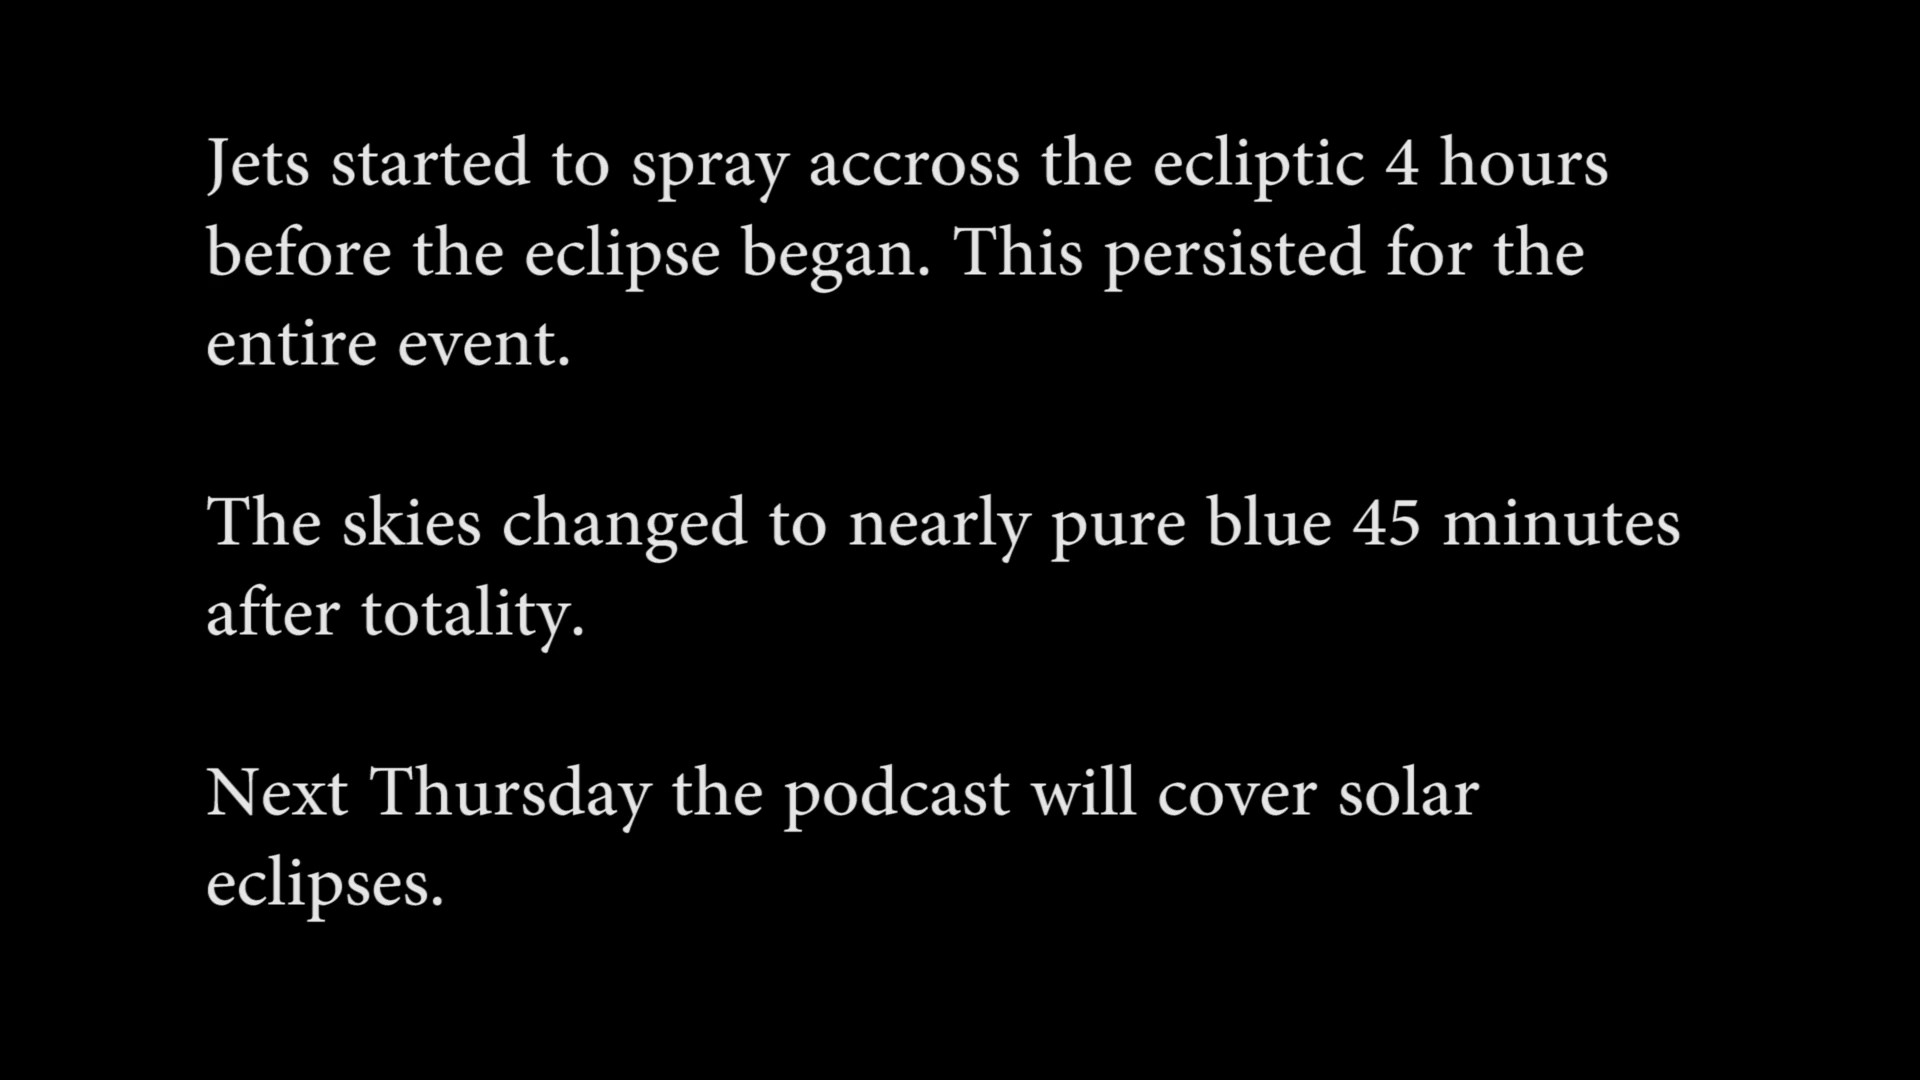 Jets started to spray accross the ecliptic 4 hours
before the eclipse began. This persisted for the
entire event.
The skies changed to nearly pure blue 45 minutes
after totality.
Next Thursday the podcast will cover solar
eclipses.